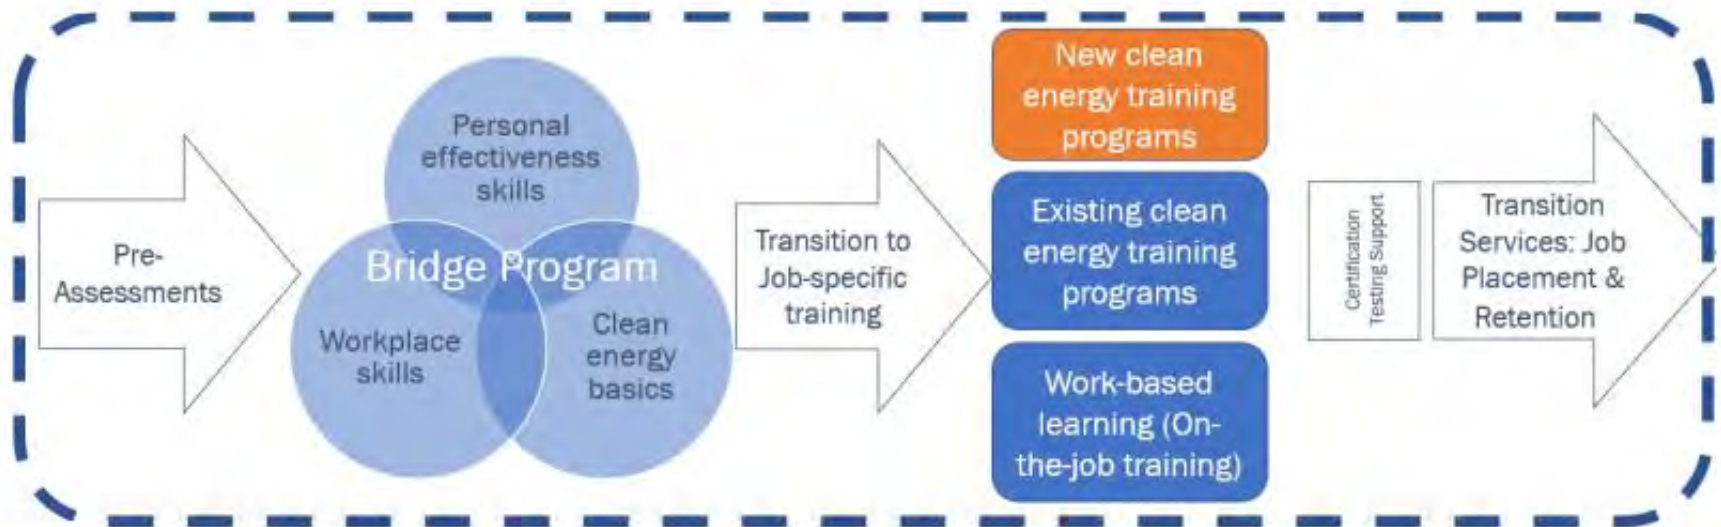 Pre-
Assessments
Personal
effectiveness
skills
Bridge Program
Workplace
skills
Clean
energy
basics
Transition to
Job-specific
training
New clean
energy training
programs
Existing clean
energy training
programs
Work-based
learning (On-
the-job training)
Certification
Testing Support
Transition
Services: Job
Placement &
Retention